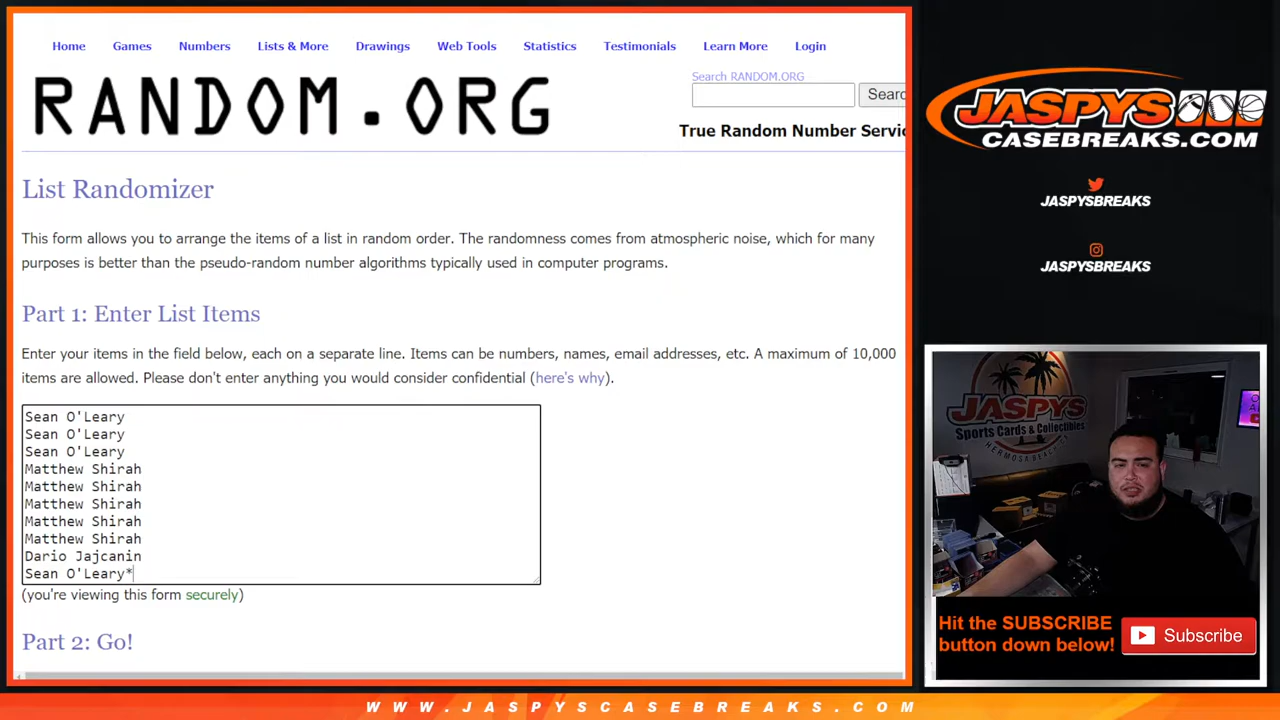 Home Games Numbers Lists & More Drawings Web Tools Statistics Testimonials Learn More Login
RANDOM.ORG
Search RANDOM.ORG
Searc
True Random Number Servic
List Randomizer
This form allows you to arrange the items of a list in random order. The randomness comes from atmospheric noise, which for many
purposes is better than the pseudo-random number algorithms typically used in computer programs.
Part 1: Enter List Items
Enter your items in the field below, each on a separate line. Items can be numbers, names, email addresses, etc. A maximum of 10,000
items are allowed. Please don't enter anything you would consider confidential (here's why).
Sean O'Leary
Sean O'Leary
Sean O'Leary
Matthew Shirah
Matthew Shirah
Matthew Shirah
Matthew Shirah
Matthew Shirah
Dario Jajcanin
Sean O'Leary*
(you're viewing this form securely)
Part 2: Go!
JASPYS
CASEBREAKS.COM
JASPYSBREAKS
JASPYSBREAKS
JASPYS
Sports Cards & Collectibles
HERMOSA BEACH, CA
Hit the SUBSCRIBE
button down below!
Subscribe
WWW.JASPYSCASEBREAKS.COM